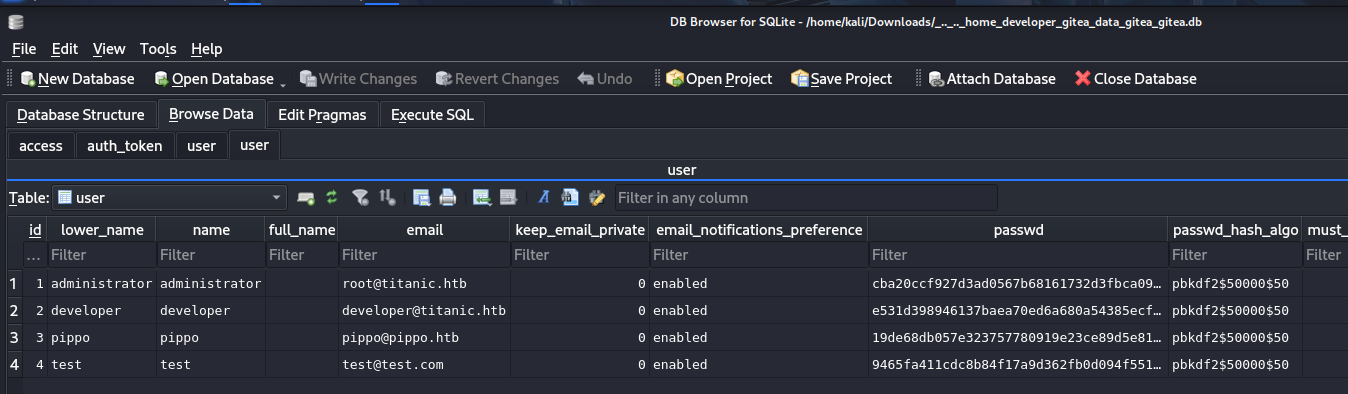 DB Browser for SQLite - /home/kali/Downloads/_.._.._home_developer_gitea_data_gitea_gitea.db
File Edit View Tools Help
New Database Open Database Write Changes Revert Changes Undo Open Project Save Project Attach Database Close Database
Database Structure Browse Data Edit Pragmas Execute SQL
access auth_token user user
user
Table: user Filter in any column
id lower_name name full_name email keep_email_private email_notifications_preference passwd passwd_hash_algo must_
... Filter Filter Filter Filter Filter Filter Filter Filter Filter
1 1 administrator administrator root@titanic.htb 0 enabled cba20ccf927d3ad0567b68161732d3fbca09… pbkdf2$50000$50
2 2 developer developer developer@titanic.htb 0 enabled e531d398946137baea70ed6a680a54385ecf… pbkdf2$50000$50
3 3 pippo pippo pippo@pippo.htb 0 enabled 19de68db057e323757780919e23ce89d5e81… pbkdf2$50000$50
4 4 test test test@test.com 0 enabled 9465fa411cdc8b84f17a9d362fb0d094f551… pbkdf2$50000$50